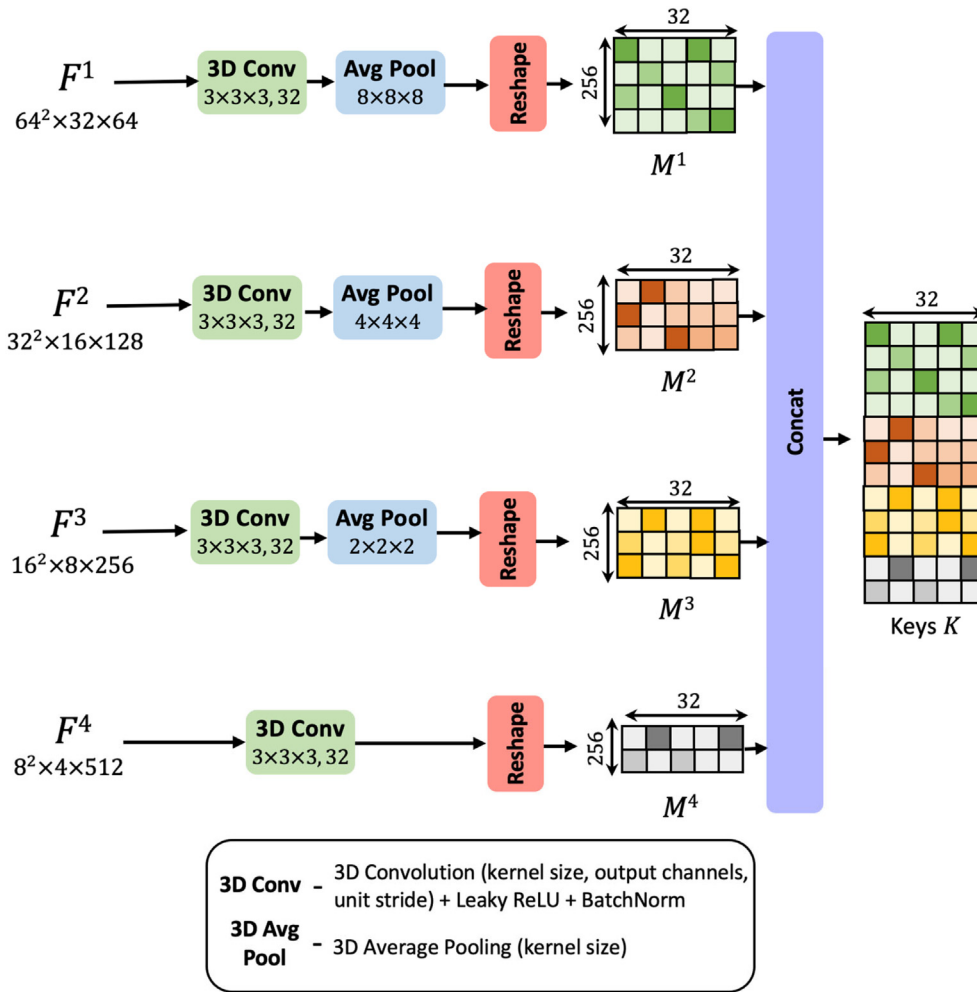 F¹
64²×32×64
3D Conv
3×3×3, 32
Avg Pool
8×8×8
Reshape
256
32
M¹
F²
32²×16×128
3D Conv
3×3×3, 32
Avg Pool
4×4×4
Reshape
256
32
M²
F³
16²×8×256
3D Conv
3×3×3, 32
Avg Pool
2×2×2
Reshape
256
32
M³
F⁴
8²×4×512
3D Conv
3×3×3, 32
Reshape
256
32
M⁴
Concat
32
Keys K
3D Conv - 3D Convolution (kernel size, output channels,
unit stride) + Leaky ReLU + BatchNorm
3D Avg
Pool - 3D Average Pooling (kernel size)